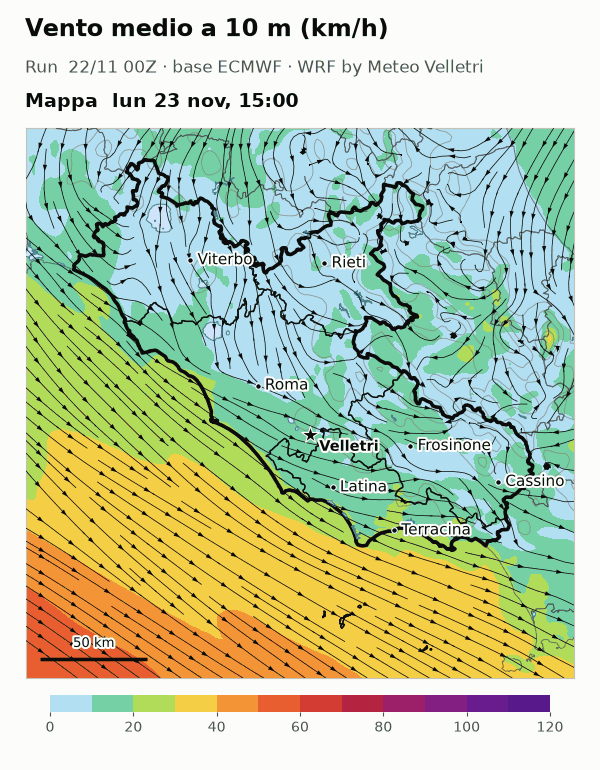 Vento medio a 10 m (km/h)
Run 22/11 00Z · base ECMWF · WRF by Meteo Velletri
Mappa lun 23 nov, 15:00
Viterbo
Rieti
Roma
Velletri
Frosinone
Cassino
Latina
Terracina
50 km
0 20 40 60 80 100 120